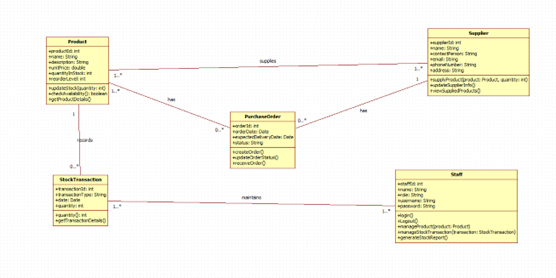 Product
+productId: int
+name: String
+description: String
+unitPrice: double
+quantityInStock: int
+reorderLevel: int
+updateStock(quantity: int)
+checkAvailability(): boolean
+getProductDetails()
1..*
1..*
1
supplies
Supplier
+supplierId: int
+name: String
+contactPerson: String
+email: String
+phoneNumber: String
+address: String
+supplyProduct(product: Product, quantity: int)
+updateSupplierInfo()
+viewSuppliedProducts()
1..*
1
has
has
0..*
0..*
PurchaseOrder
+orderId: int
+orderDate: Date
+expectedDeliveryDate: Date
+status: String
+createOrder()
+updateOrderStatus()
+receiveOrder()
records
0..*
StockTransaction
+transactionId: int
+transactionType: String
+date: Date
+quantity: int
+quantity(): int
+getTransactionDetails()
1..*
maintains
1..*
Staff
+staffId: int
+name: String
+role: String
+username: String
+password: String
+login()
+Logout()
+manageProduct(product: Product)
+manageStockTransaction(transaction: StockTransaction)
+generateStockReport()